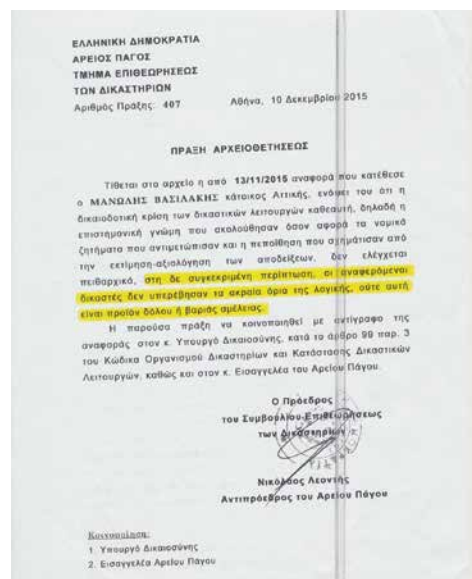 ΕΛΛΗΝΙΚΗ ΔΗΜΟΚΡΑΤΙΑ
ΑΡΕΙΟΣ ΠΑΓΟΣ
ΤΜΗΜΑ ΕΠΙΘΕΩΡΗΣΕΩΣ
ΤΩΝ ΔΙΚΑΣΤΗΡΙΩΝ
Αριθμός Πράξης: 407
Αθήνα, 10 Δεκεμβρίου 2015
ΠΡΑΞΗ ΑΡΧΕΙΟΘΕΤΗΣΕΩΣ
Τίθεται στο αρχείο η από 13/11/2015 αναφορά που κατέθεσε
ο ΜΑΝΩΛΗΣ ΒΑΣΙΛΑΚΗΣ κάτοικος Αττικής, ενόψει του ότι η
δικαιοδοτική κρίση των δικαστικών λειτουργών καθεαυτή, δηλαδή η
επιστημονική γνώμη που ακολούθησαν όσον αφορά τα νομικά
ζητήματα που αντιμετώπισαν και η πεποίθηση που σχημάτισαν από
την εκτίμηση-αξιολόγηση των αποδείξεων, δεν ελέγχεται
πειθαρχικά, στη δε συγκεκριμένη περίπτωση, οι αναφερόμενοι
δικαστές δεν υπερέβησαν τα ακραία όρια της λογικής, ούτε αυτή
είναι προϊόν δόλου ή βαριάς αμέλειας.
Η παρούσα πράξη να κοινοποιηθεί με αντίγραφο της
αναφοράς στον κ. Υπουργό Δικαιοσύνης, κατά το άρθρο 99 παρ. 3
του Κώδικα Οργανισμού Δικαστηρίων και Κατάστασης Δικαστικών
Λειτουργών, καθώς και στον κ. Εισαγγελέα του Αρείου Πάγου.
Ο Πρόεδρος
του Συμβουλίου Επιθεωρήσεως
των Δικαστηρίων
Νικόλαος Λεοντής
Αντιπρόεδρος του Αρείου Πάγου
Κοινοποίηση:
1. Υπουργό Δικαιοσύνης
2. Εισαγγελέα Αρείου Πάγου